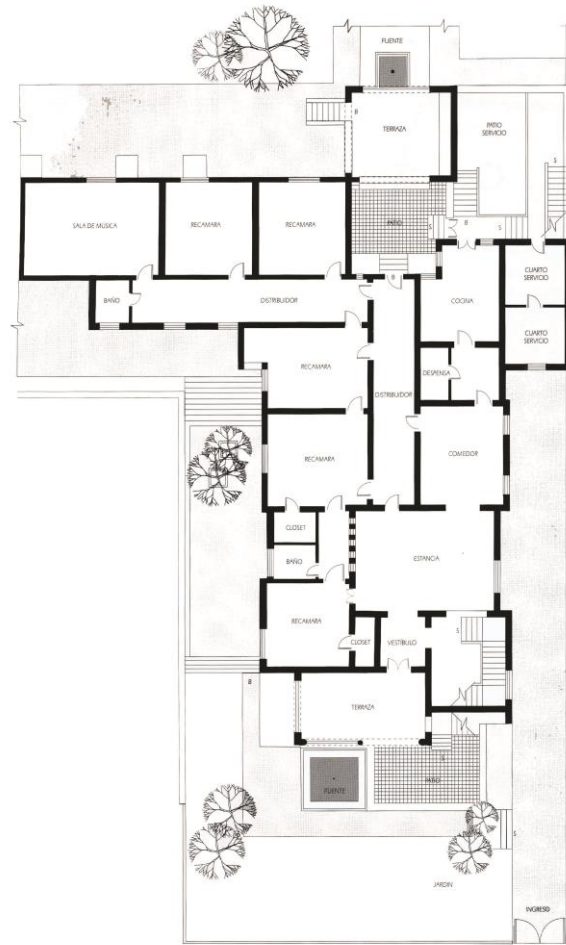 FUENTE
B
TERRAZA
PATIO
SERVICIO
S
SALA DE MUSICA
RECAMARA
RECAMARA
PATIO
S
B
S
B
CUARTO
SERVICIO
BAÑO
DISTRIBUIDOR
COCINA
CUARTO
SERVICIO
RECAMARA
DESPENSA
DISTRIBUIDOR
RECAMARA
COMEDOR
CLOSET
BAÑO
ESTANCIA
RECAMARA
CLOSET
VESTÍBULO
S
B
TERRAZA
S
PATIO
FUENTE
S
JARDIN
INGRESO